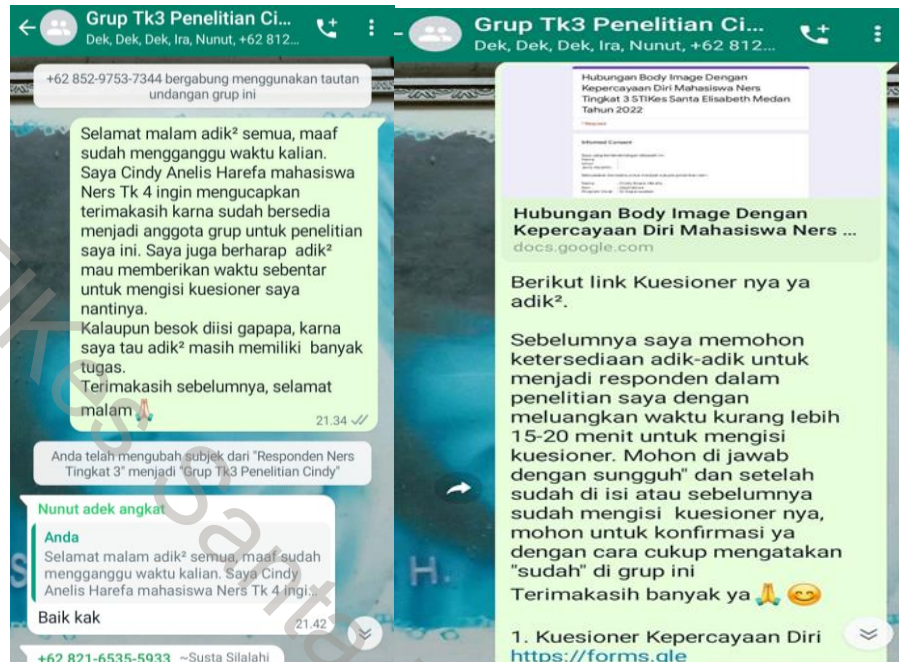 Grup Tk3 Penelitian Ci...
Dek, Dek, Dek, Ira, Nunut, +62 812...
+62 852-9753-7344 bergabung menggunakan tautan
undangan grup ini
Selamat malam adik² semua, maaf
sudah mengganggu waktu kalian.
Saya Cindy Anelis Harefa mahasiswa
Ners Tk 4 ingin mengucapkan
terimakasih karna sudah bersedia
menjadi anggota grup untuk penelitian
saya ini. Saya juga berharap adik²
mau memberikan waktu sebentar
untuk mengisi kuesioner saya
nantinya.
Kalaupun besok diisi gapapa, karna
saya tau adik² masih memiliki banyak
tugas.
Terimakasih sebelumnya, selamat
malam🙏
21.34
Anda telah mengubah subjek dari "Responden Ners
Tingkat 3" menjadi "Grup Tk3 Penelitian Cindy"
Nunut adek angkat
Anda
Selamat malam adik² semua, maaf sudah
mengganggu waktu kalian. Saya Cindy
Anelis Harefa mahasiswa Ners Tk 4 ingi...
Baik kak
21.42
+62 821-6535-5933 ~Susta Silalahi
Grup Tk3 Penelitian Ci...
Dek, Dek, Dek, Ira, Nunut, +62 812...
Hubungan Body Image Dengan
Kepercayaan Diri Mahasiswa Ners
Tingkat 3 STIKes Santa Elisabeth Medan
Tahun 2022
Informed Consent
Hubungan Body Image Dengan
Kepercayaan Diri Mahasiswa Ners ...
docs.google.com
Berikut link Kuesioner nya ya
adik².
Sebelumnya saya memohon
ketersediaan adik-adik untuk
menjadi responden dalam
penelitian saya dengan
meluangkan waktu kurang lebih
15-20 menit untuk mengisi
kuesioner. Mohon di jawab
dengan sungguh" dan setelah
sudah di isi atau sebelumnya
sudah mengisi kuesioner nya,
mohon untuk konfirmasi ya
dengan cara cukup mengatakan
"sudah" di grup ini
Terimakasih banyak ya 🙏 😊
1. Kuesioner Kepercayaan Diri
https://forms.gle